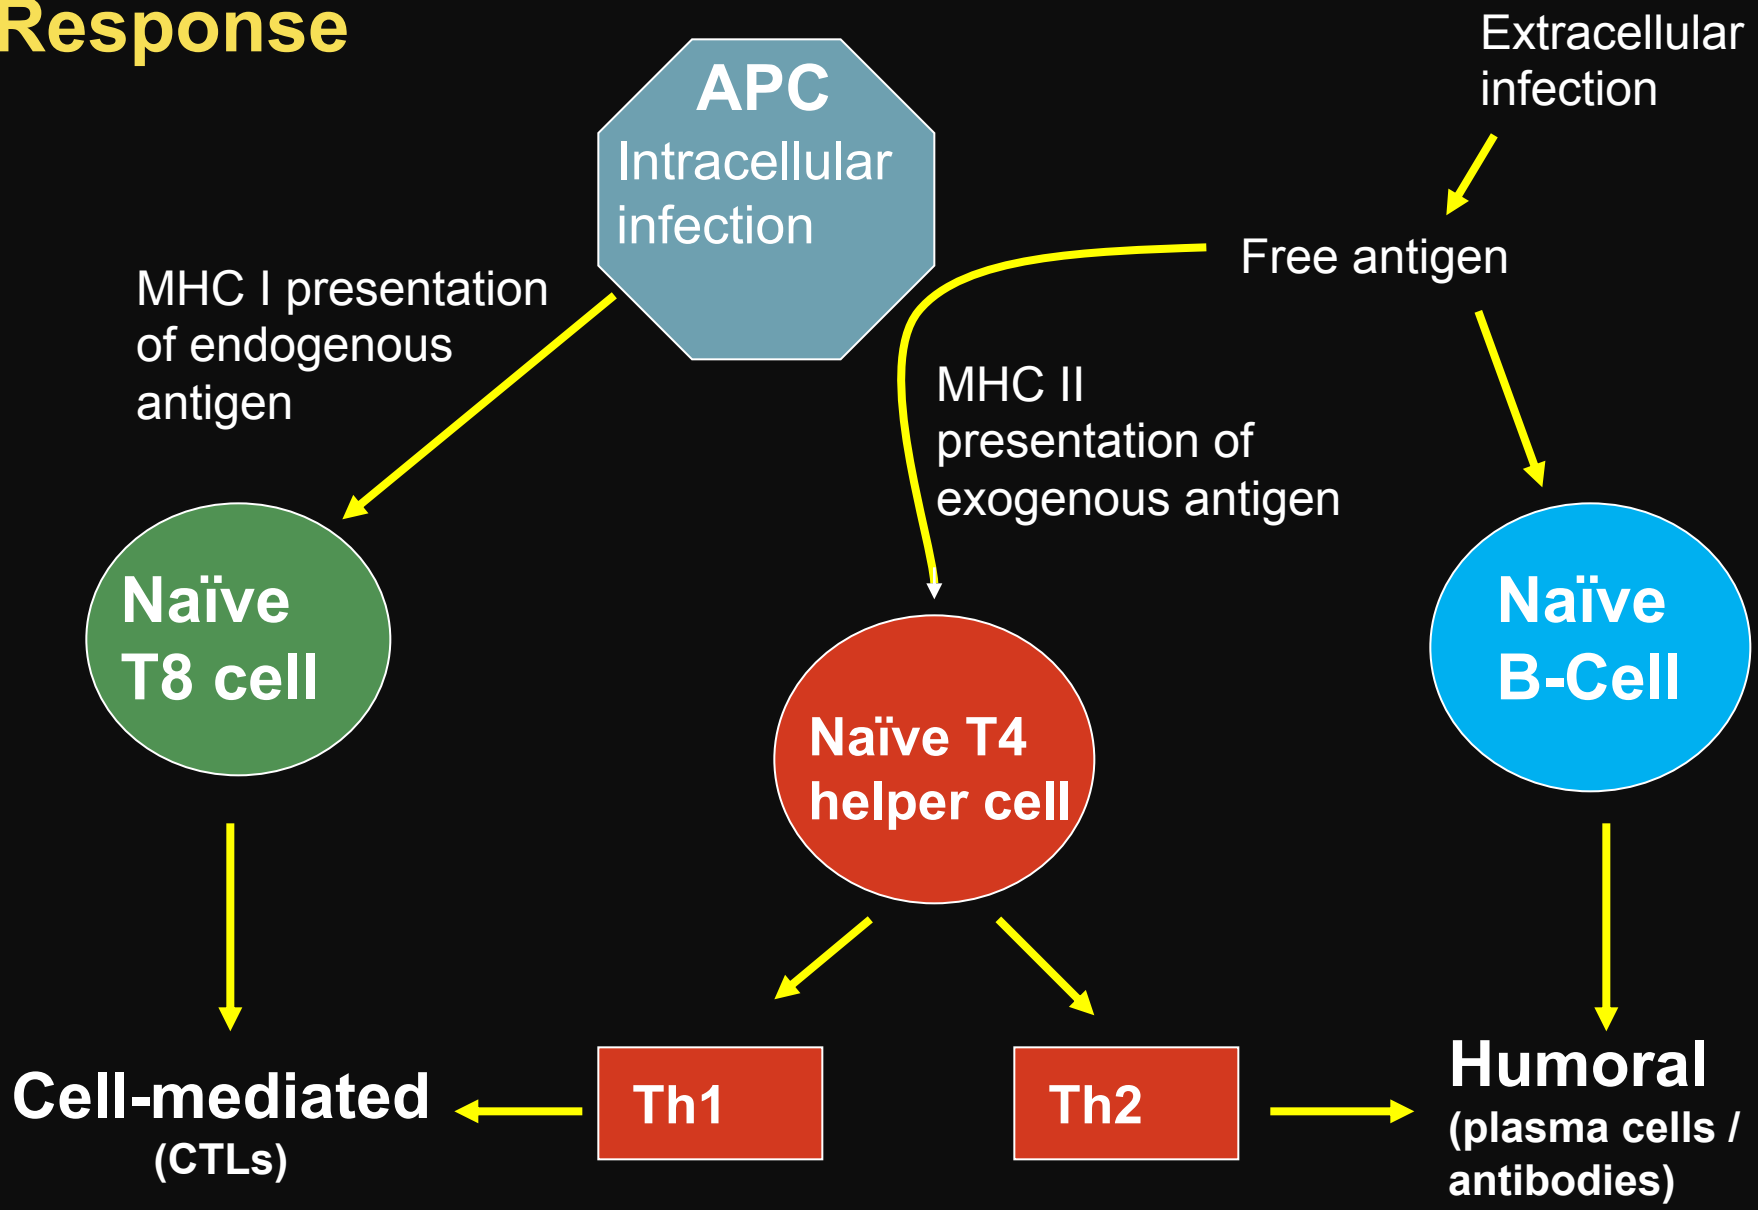 Response
APC
Intracellular
infection
Extracellular
infection
Free antigen
MHC I presentation
of endogenous
antigen
MHC II
presentation of
exogenous antigen
Naïve
T8 cell
Naïve T4
helper cell
Naïve
B-Cell
Cell-mediated
(CTLs)
Th1
Th2
Humoral
(plasma cells /
antibodies)